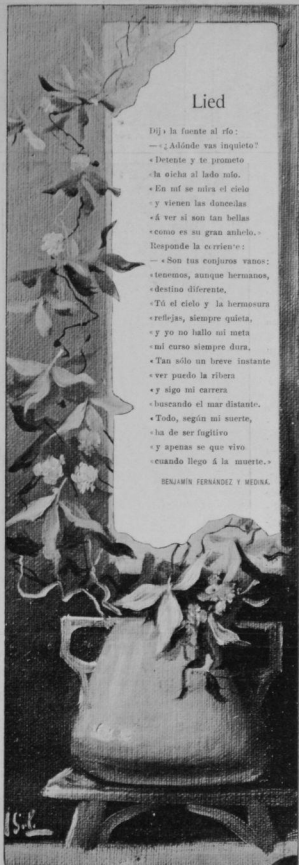 Lied
Dijo la fuente al río:
—«¿Adónde vas inquieto?
«Detente y te prometo
«la dicha al lado mío.
«En mí se mira el cielo
«y vienen las doncellas
«á ver si son tan bellas
«como es su gran anhelo.»
Responde la corriente:
—«Son tus conjuros vanos:
«tenemos, aunque hermanos,
«destino diferente,
«Tú el cielo y la hermosura
«reflejas, siempre quieta,
«y yo no hallo mi meta
«mi curso siempre dura,
«Tan sólo un breve instante
«ver puedo la ribera
«y sigo mi carrera
«buscando el mar distante.
«Todo, según mi suerte,
«ha de ser fugitivo
«y apenas se que vivo
«cuando llego á la muerte.»
BENJAMÍN FERNÁNDEZ Y MEDINA.